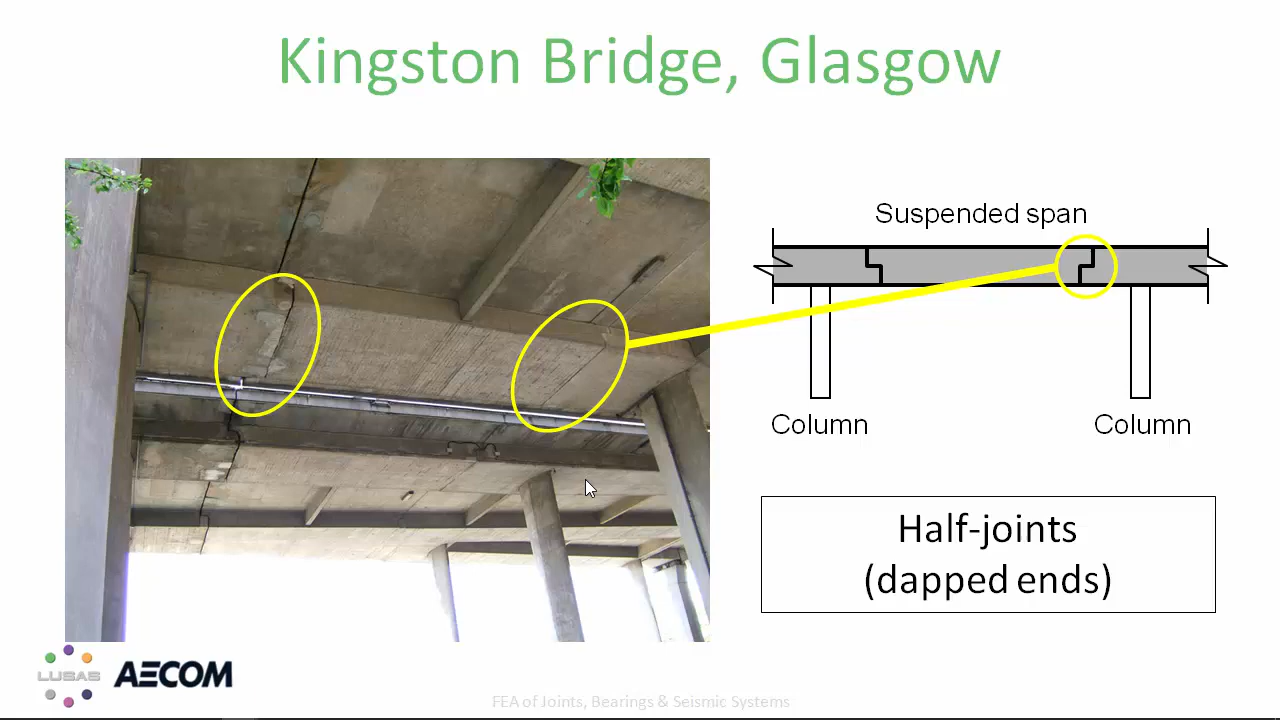 Kingston Bridge, Glasgow
Suspended span
Column
Column
Half-joints
(dapped ends)
LUSAS
AECOM
FEA of Joints, Bearings & Seismic Systems